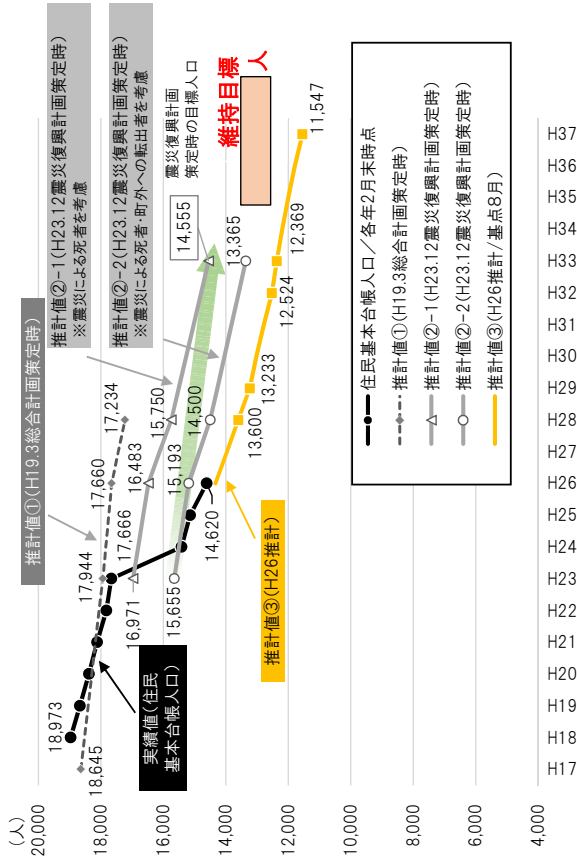 (人)
20,000
18,000
16,000
14,000
12,000
10,000
8,000
6,000
4,000
H17
H18
H19
H20
H21
H22
H23
H24
H25
H26
H27
H28
H29
H30
H31
H32
H33
H34
H35
H36
H37
推計値①(H19.3総合計画策定時)
推計値②-1(H23.12震災復興計画策定時)
※震災による死者を考慮
推計値②-2(H23.12震災復興計画策定時)
※震災による死者・町外への転出者を考慮
震災復興計画
策定時の目標人口
維持目標
人
実績値(住民
基本台帳人口)
推計値③(H26推計)
18,973
18,645
17,944
17,660
17,234
17,666
16,971
16,483
15,750
14,555
15,655
15,193
14,500
13,365
14,620
13,600
13,233
12,524
12,369
11,547
住民基本台帳人口/各年2月末時点
推計値①(H19.3総合計画策定時)
推計値②-1(H23.12震災復興計画策定時)
推計値②-2(H23.12震災復興計画策定時)
推計値③(H26推計/基点8月)